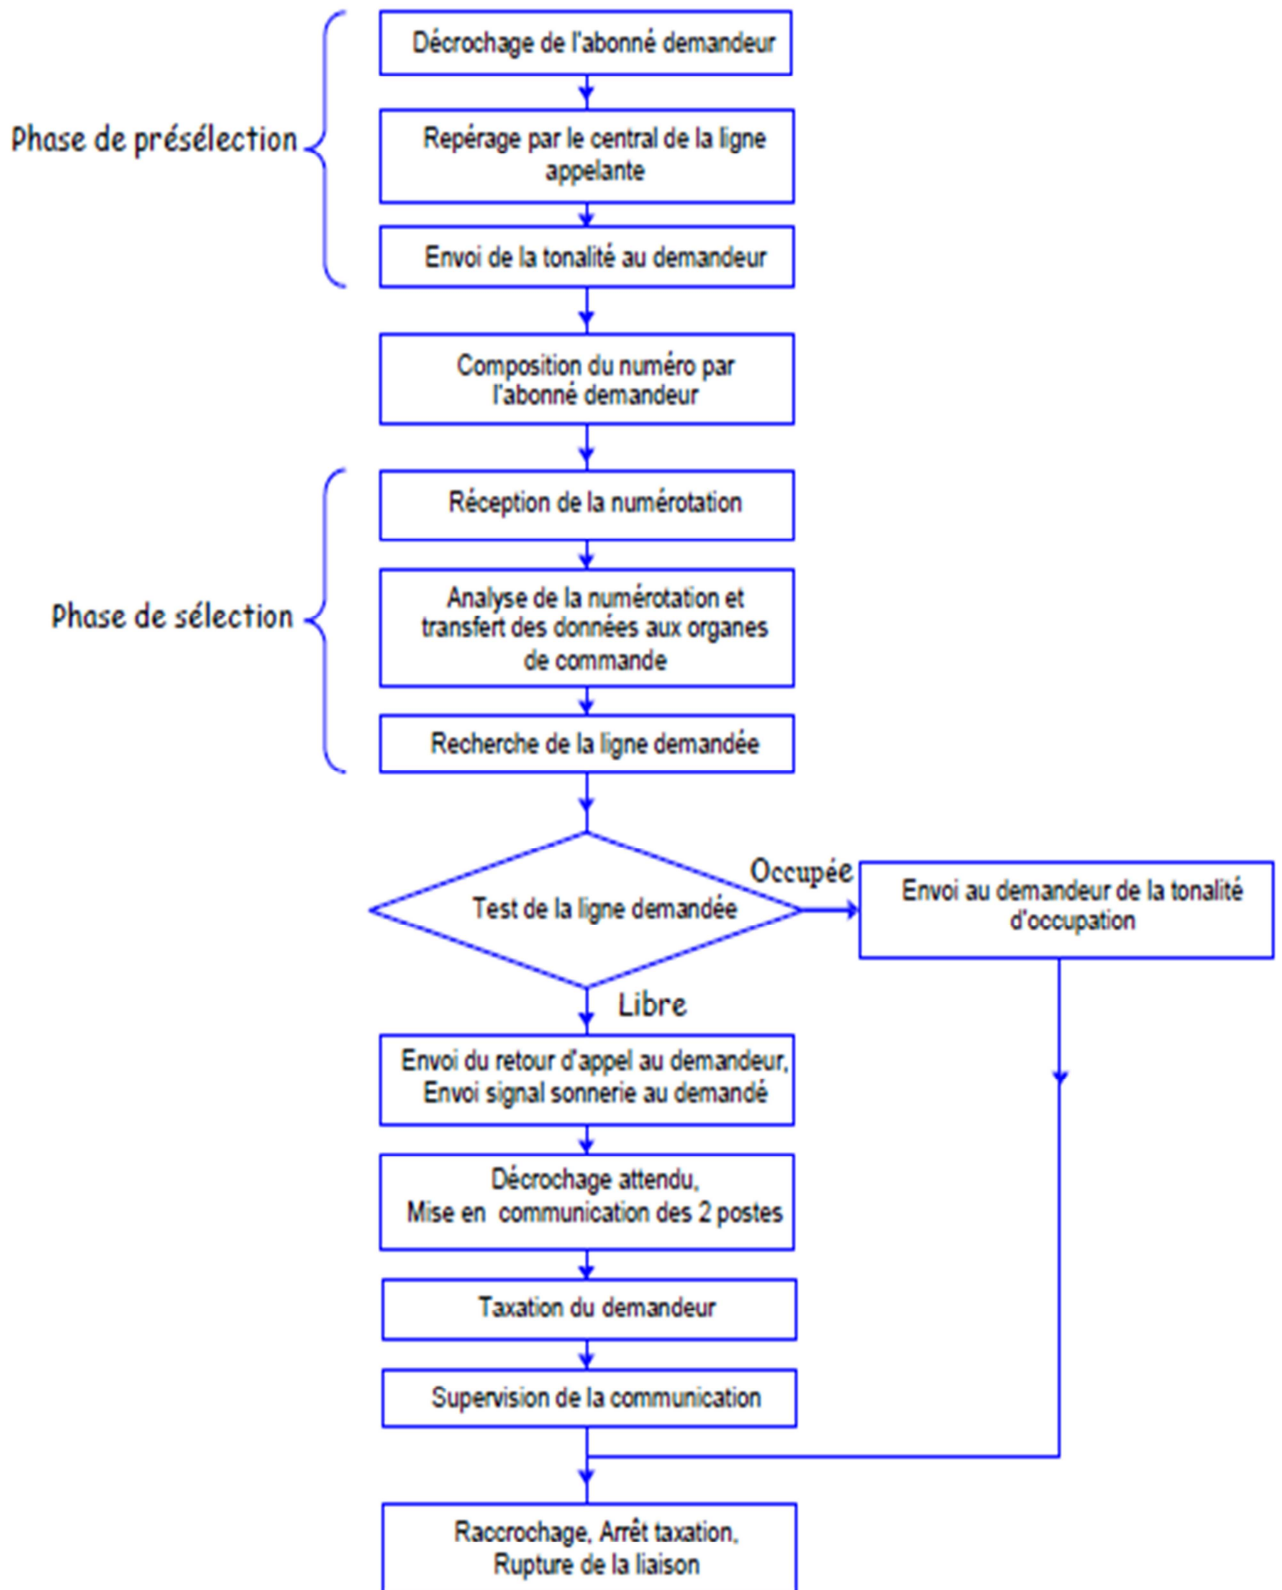 Décrochage de l'abonné demandeur
Phase de présélection
Repérage par le central de la ligne
appelante
Envoi de la tonalité au demandeur
Composition du numéro par
l'abonné demandeur
Réception de la numérotation
Phase de sélection
Analyse de la numérotation et
transfert des données aux organes
de commande
Recherche de la ligne demandée
Test de la ligne demandée
Occupée
Envoi au demandeur de la tonalité
d'occupation
Libre
Envoi du retour d'appel au demandeur,
Envoi signal sonnerie au demandé
Décrochage attendu,
Mise en communication des 2 postes
Taxation du demandeur
Supervision de la communication
Raccrochage, Arrêt taxation,
Rupture de la liaison